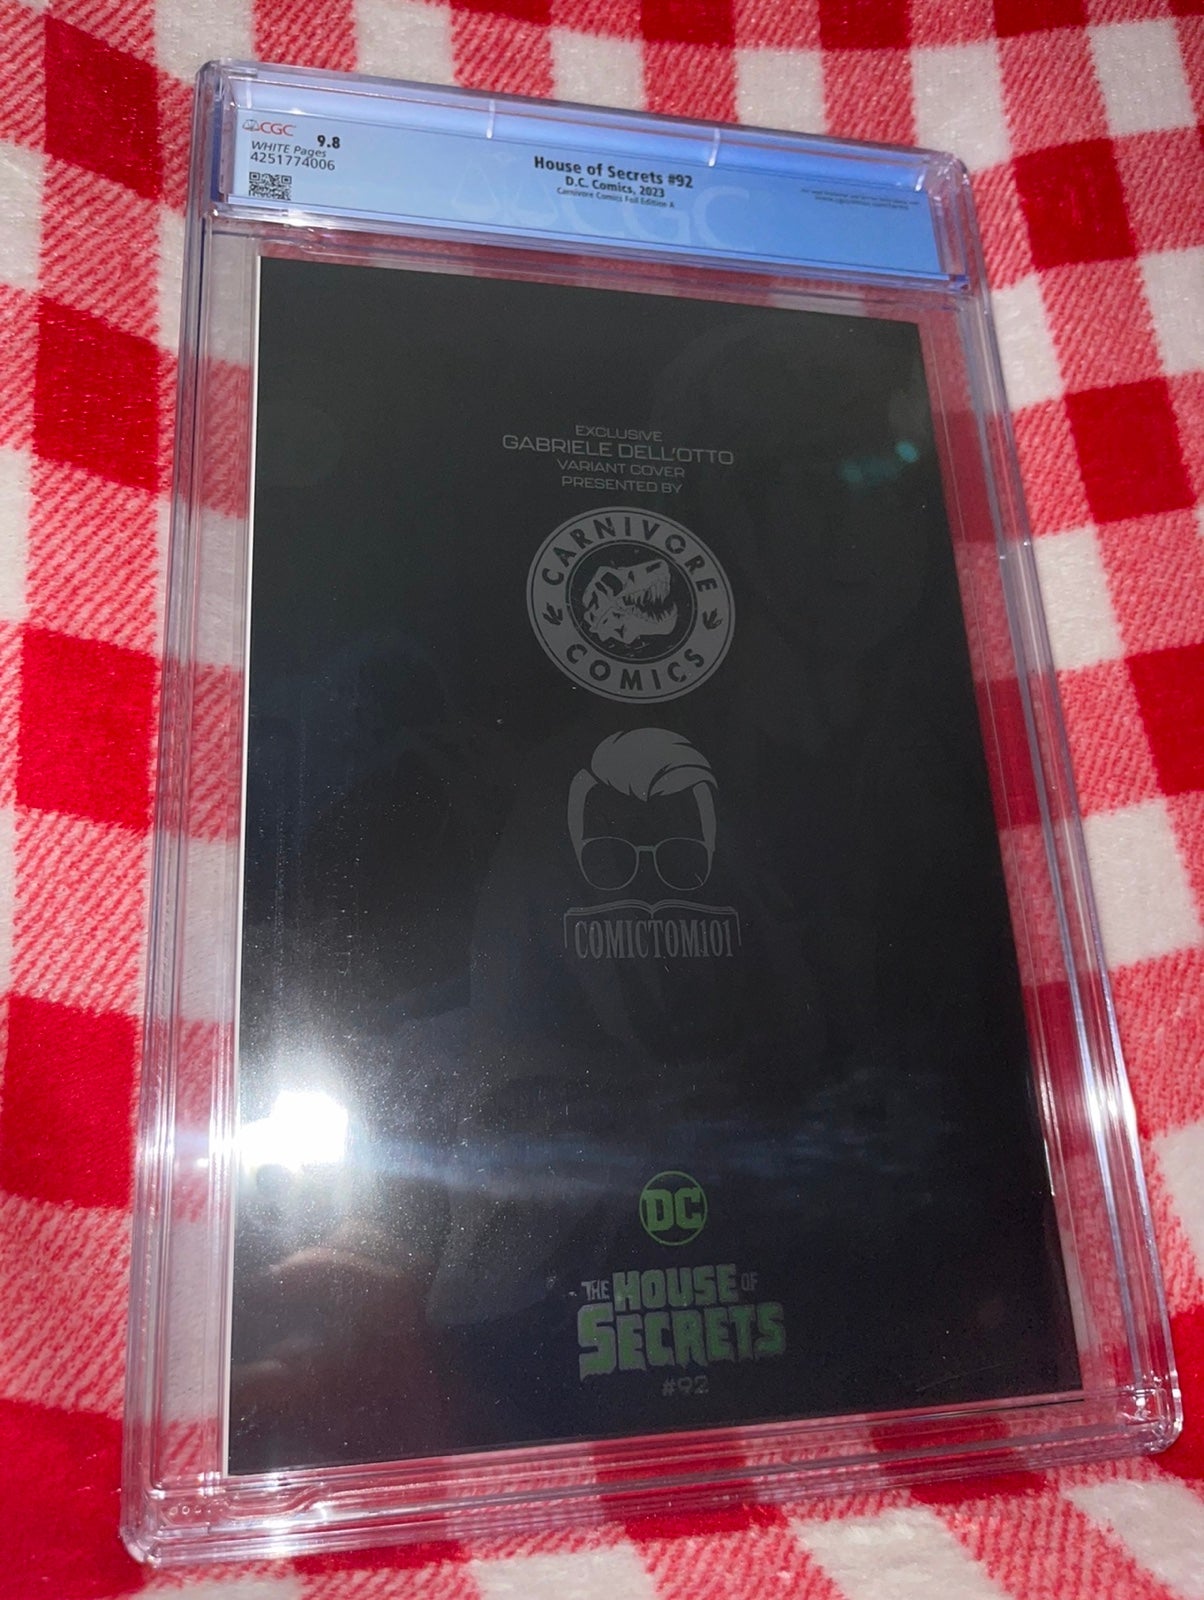 CGC 9.8
WHITE Pages
4251774006
House of Secrets #92
D.C. Comics, 2023
Carnivore Comics Foil Edition A
CGC
EXCLUSIVE
GABRIELE DELL'OTTO
VARIANT COVER
PRESENTED BY
CARNIVORE
COMICS
COMICTOM101
DC
THE HOUSE OF
SECRETS
#92